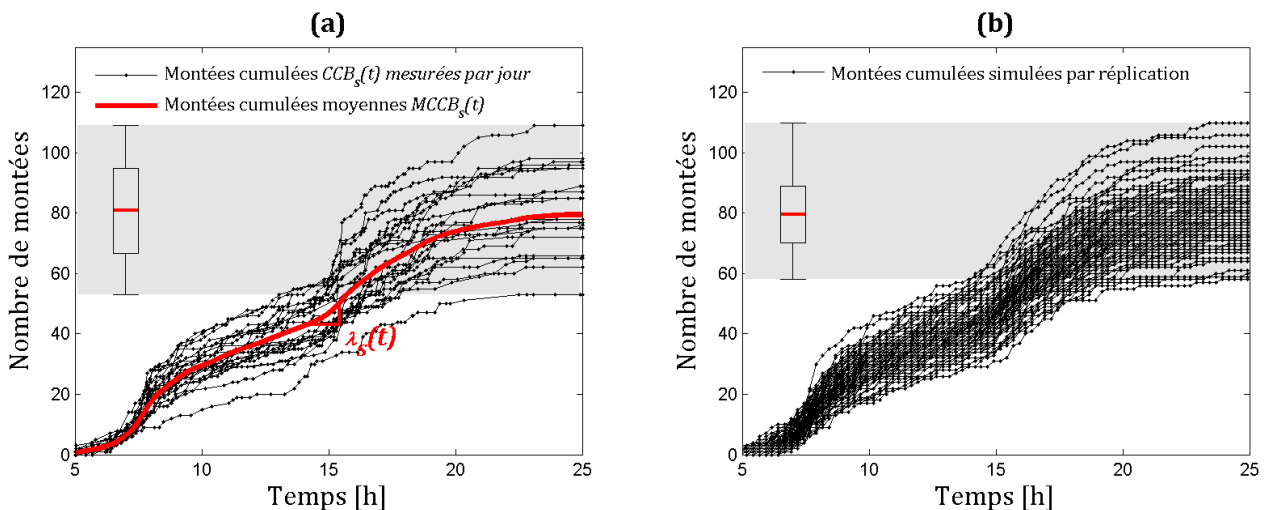 (a)
Montées cumulées CCBs(t) mesurées par jour
Montées cumulées moyennes MCCBs(t)
Nombre de montées
120
100
80
60
40
20
0
λs(t)
5
10
15
20
25
Temps [h]
(b)
Montées cumulées simulées par réplication
Nombre de montées
120
100
80
60
40
20
0
5
10
15
20
25
Temps [h]